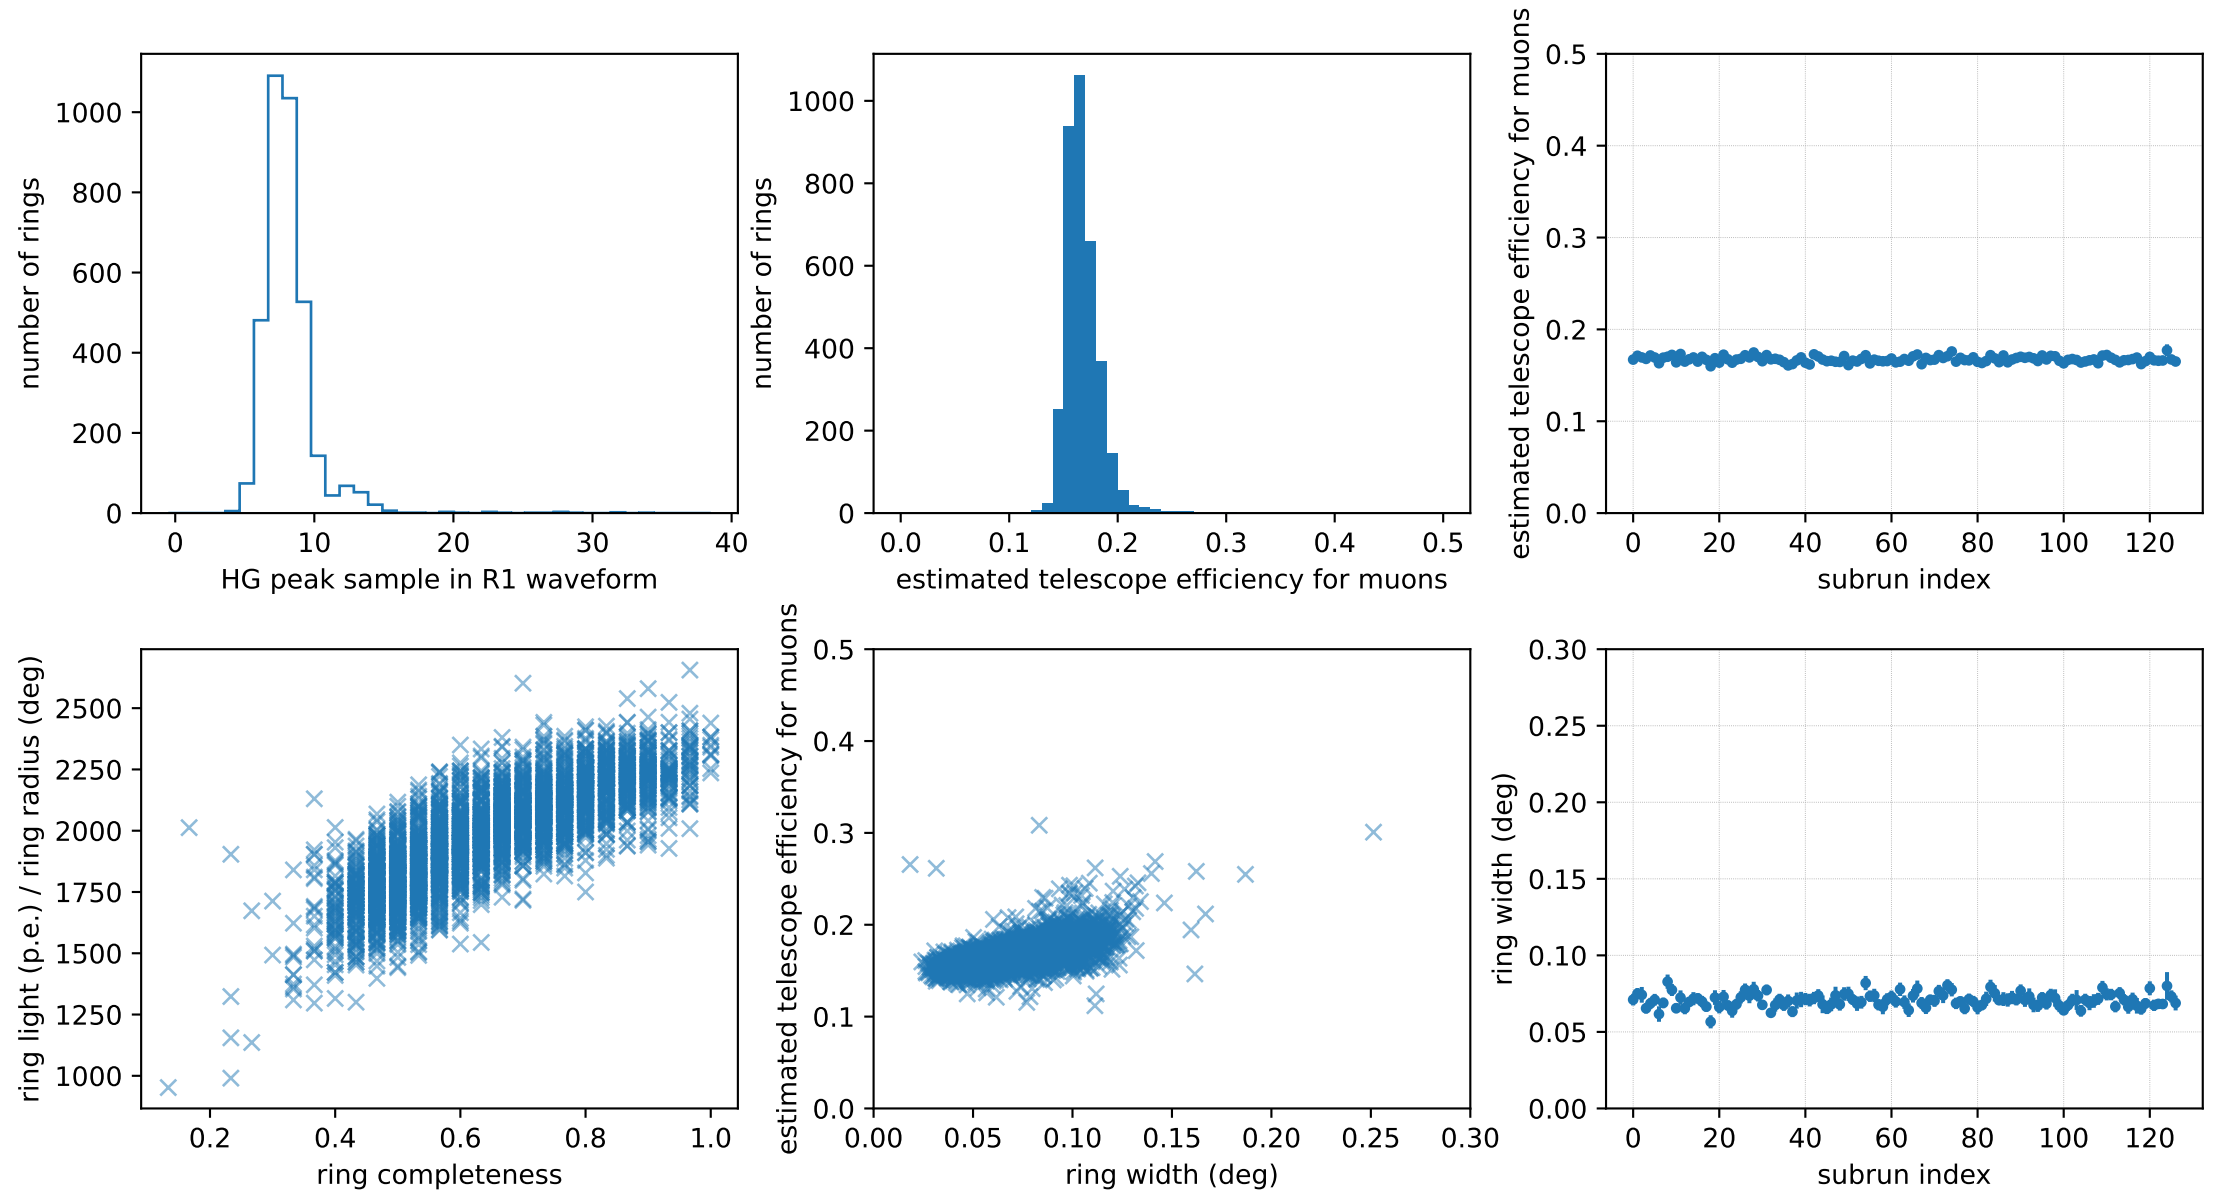 number of rings
1000
800
600
400
200
0
0 10 20 30 40
HG peak sample in R1 waveform
number of rings
1000
800
600
400
200
0
0.0 0.1 0.2 0.3 0.4 0.5
estimated telescope efficiency for muons
estimated telescope efficiency for muons
0.5
0.4
0.3
0.2
0.1
0.0
0 20 40 60 80 100 120
subrun index
ring light (p.e.) / ring radius (deg)
2500
2250
2000
1750
1500
1250
1000
0.2 0.4 0.6 0.8 1.0
ring completeness
estimated telescope efficiency for muons
0.5
0.4
0.3
0.2
0.1
0.0
0.00 0.05 0.10 0.15 0.20 0.25 0.30
ring width (deg)
ring width (deg)
0.30
0.25
0.20
0.15
0.10
0.05
0.00
0 20 40 60 80 100 120
subrun index